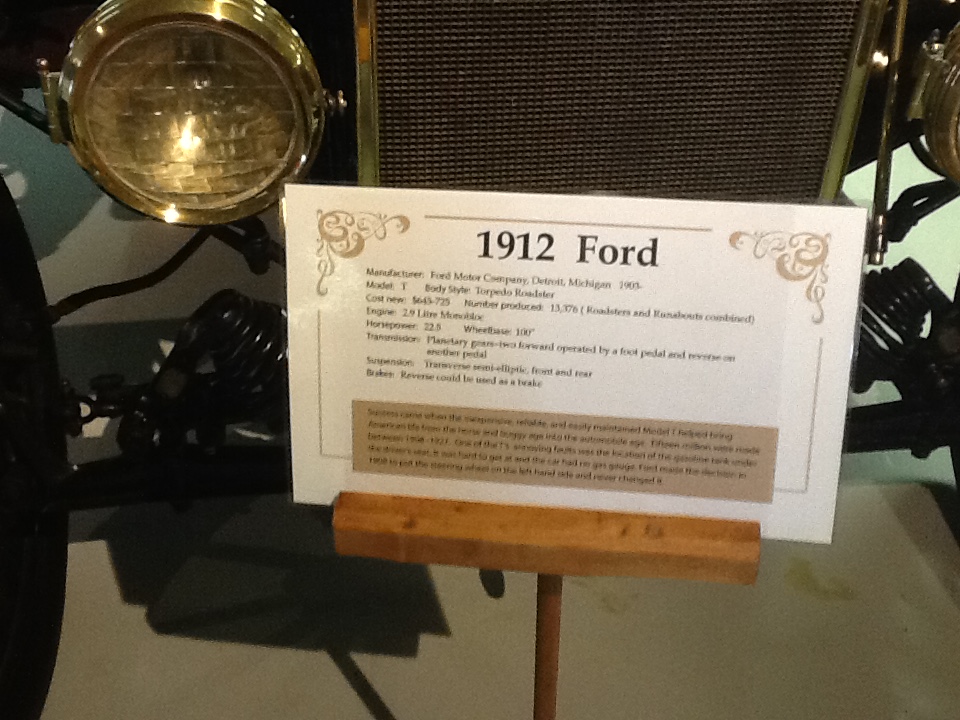 1912 Ford
Manufacturer: Ford Motor Company, Detroit, Michigan 1903-
Model: T Body Style: Torpedo Roadster
Cost new: $645-725 Number produced: 13,376 ( Roadsters and Runabouts combined)
Engine: 2.9 Litre Monobloc
Horsepower: 22.5 Wheelbase: 100"
Transmission: Planetary gears-two forward operated by a foot pedal and reverse on
another pedal
Suspension: Transverse semi-elliptic, front and rear
Brakes: Reverse could be used as a brake
Success came when the inexpensive, reliable, and easily maintained Model T helped bring
American life from the horse and buggy age into the automobile age. Fifteen million were made
between 1908-1927. One of the T's annoying faults was the location of the gasoline tank under
the driver's seat. It was hard to get at and the car had no gas gauge. Ford made the decision in
1908 to put the steering wheel on the left hand side and never changed it.